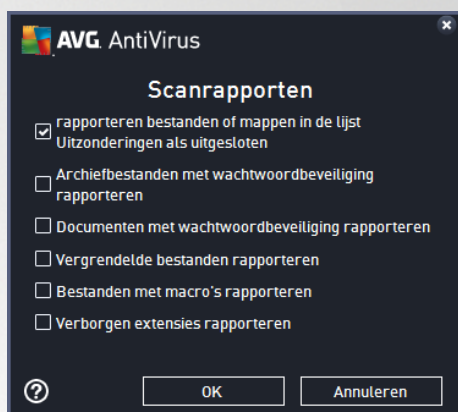 AVG. AntiVirus
Scanrapporten
rapporteren bestanden of mappen in de lijst
Uitzonderingen als uitgesloten
Archiefbestanden met wachtwoordbeveiliging
rapporteren
Documenten met wachtwoordbeveiliging rapporteren
Vergrendelde bestanden rapporteren
Bestanden met macro's rapporteren
Verborgen extensies rapporteren
? OK Annuleren